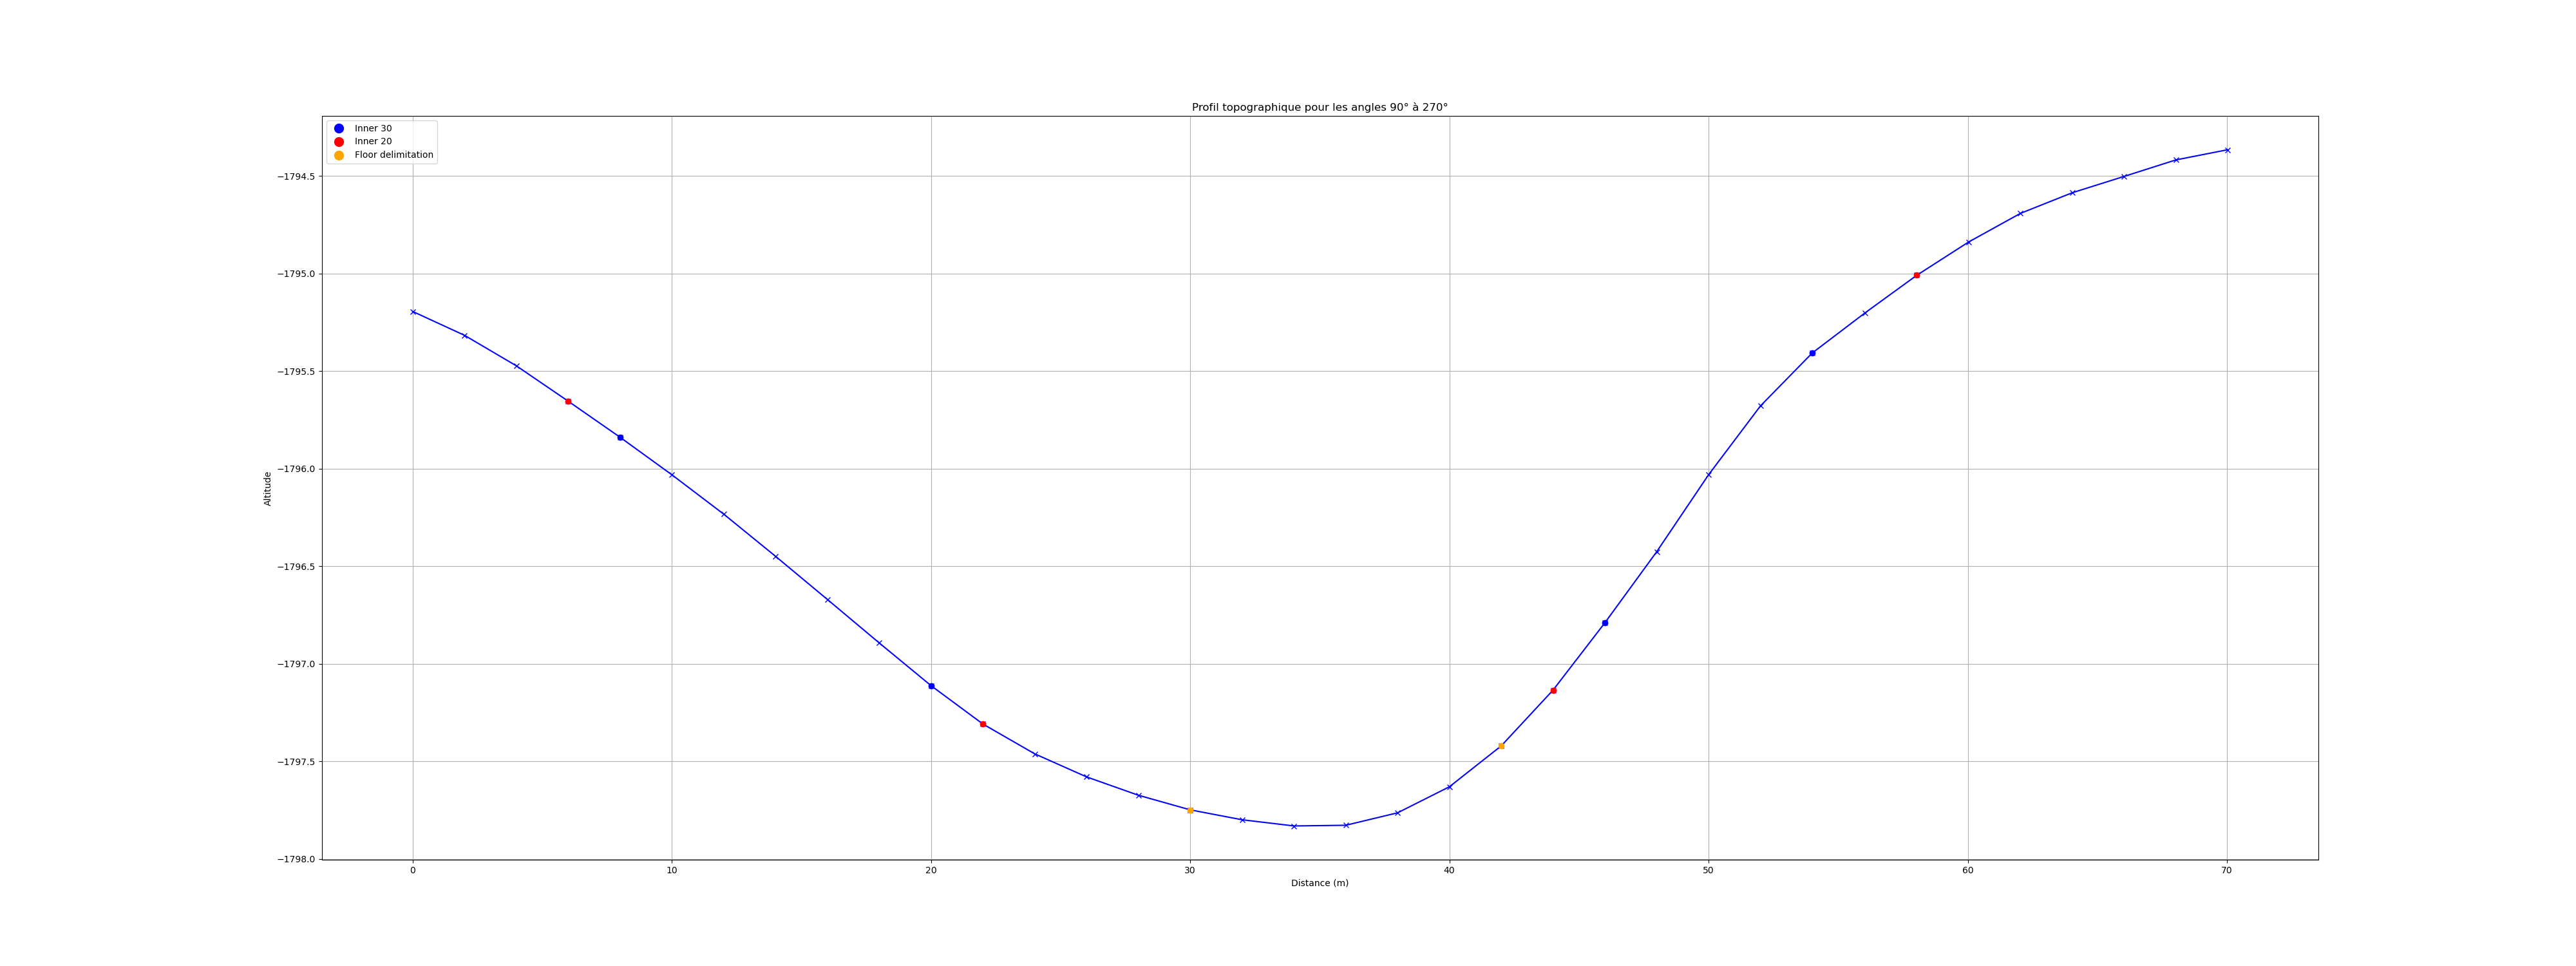 Profil topographique pour les angles 90° à 270°
Inner 30
Inner 20
Floor delimitation
−1794.5
−1795.0
−1795.5
−1796.0
−1796.5
−1797.0
−1797.5
−1798.0
Altitude
0 10 20 30 40 50 60 70
Distance (m)